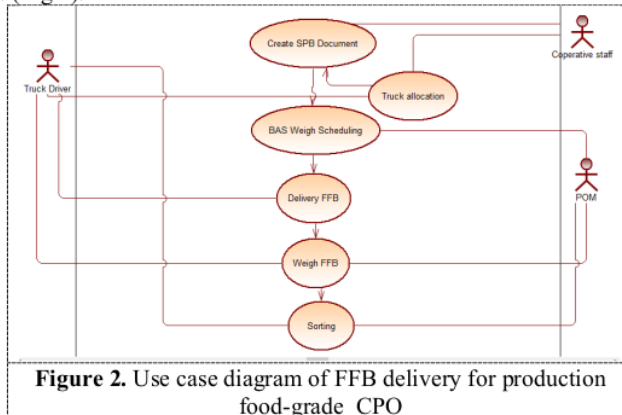 Create SPB Document
Coperative staff
Truck Driver
Truck allocation
BAS Weigh Scheduling
POM
Delivery FFB
Weigh FFB
Sorting
Figure 2. Use case diagram of FFB delivery for production
food-grade CPO